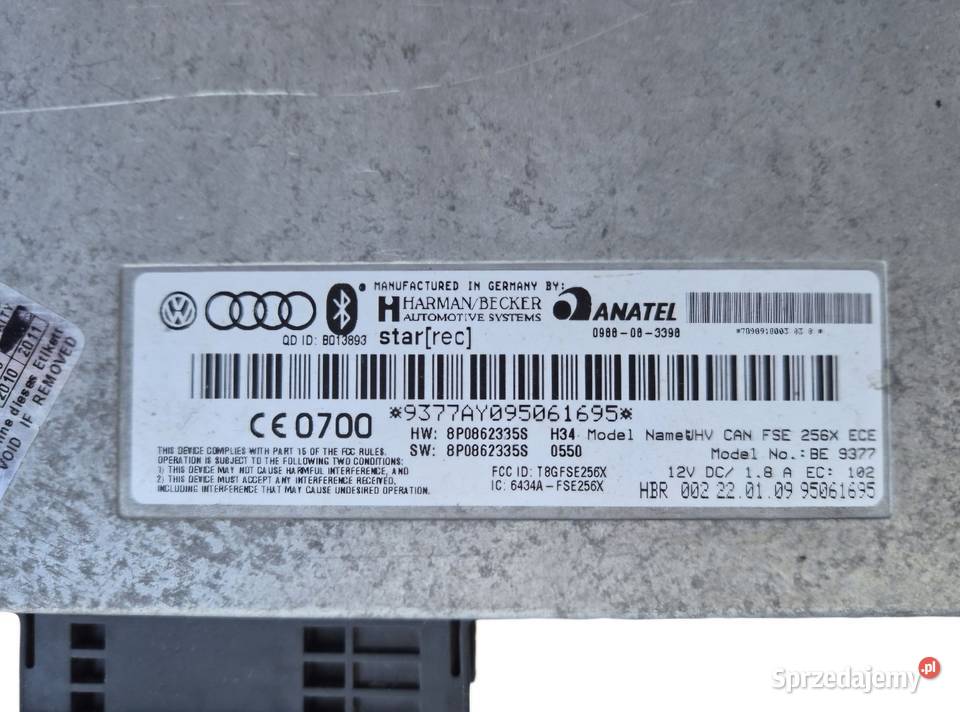 MANUFACTURED IN GERMANY BY:
HARMAN/BECKER
AUTOMOTIVE SYSTEMS
ANATEL
0988-08-3398
QD ID: B013893
star[rec]
*9377AY095061695*
CE0700
HW: 8P0862335S H34
SW: 8P0862335S 0550
Model Name: UHV CAN FSE 256X ECE
Model No.: BE 9377
THIS DEVICE COMPLIES WITH PART 15 OF THE FCC RULES.
OPERATION IS SUBJECT TO THE FOLLOWING TWO CONDITIONS:
1) THIS DEVICE MAY NOT CAUSE HARMFUL INTERFERENCE, AND
2) THIS DEVICE MUST ACCEPT ANY INTERFERENCE RECEIVED,
INCLUDING INTERFERENCE THAT MAY CAUSE UNDESIRED OPERATION.
FCC ID: T8GFSE256X
IC: 6434A-FSE256X
12V DC/ 1.8 A EC: 102
HBR 002 22.01.09 95061695
2010 2011
dieses Etikett
VOID IF REMOVED
Sprzedajemy .pl